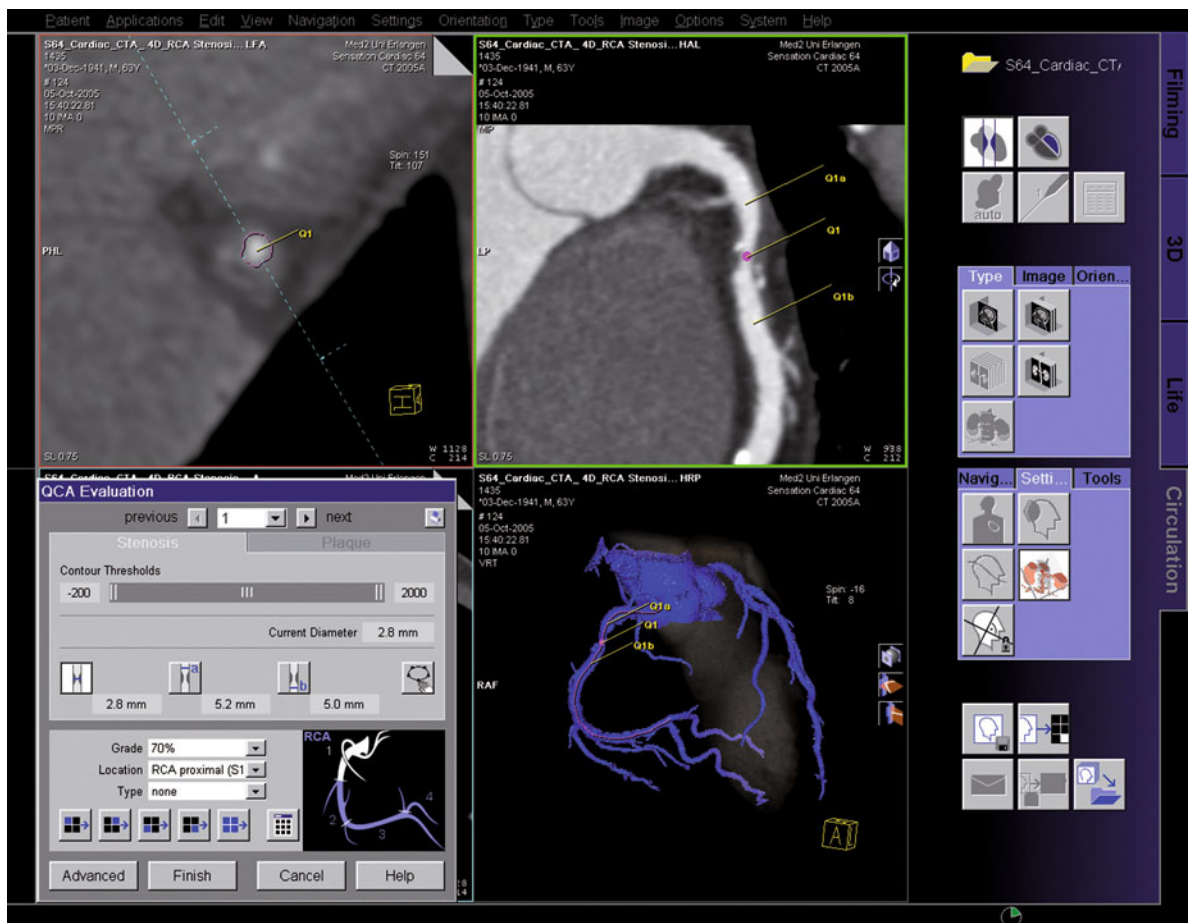 Patient Applications Edit View Navigation Settings Orientation Type Tools Image Options System Help
S64_Cardiac_CTA_ 4D_RCA Stenosi... LFA
1435
*03-Dec-1941, M, 63Y
# 124
05-Oct-2005
15:40:22.81
10 IMA 0
MPR
Med2 Uni Erlangen
Sensation Cardiac 64
CT 2005A
Spin: 151
Tilt: 107
Q1
PHL
H
SL 0.75
W 1128
C 214
S64_Cardiac_CTA_ 4D_RCA Stenosi... HAL
1435
*03-Dec-1941, M, 63Y
# 124
05-Oct-2005
15:40:22.81
10 IMA 0
Med2 Uni Erlangen
Sensation Cardiac 64
CT 2005A
Q1a
Q1
LP
Q1b
SL 0.75
W 938
C 212
QCA Evaluation
previous 1 next
Stenosis Plaque
Contour Thresholds
-200 2000
Current Diameter 2.8 mm
a
b
2.8 mm 5.2 mm 5.0 mm
Grade 70%
Location RCA proximal (S1
Type none
RCA
1
2
3
4
Advanced Finish Cancel Help
S64_Cardiac_CTA_ 4D_RCA Stenosi... HRP
1435
*03-Dec-1941, M, 63Y
# 124
05-Oct-2005
15:40:22.81
10 IMA 0
VRT
Med2 Uni Erlangen
Sensation Cardiac 64
CT 2005A
Spin: -16
Tilt: 8
Q1a
Q1
Q1b
RAF
A
S64_Cardiac_CTA
auto
1
Type Image Orien...
Navig... Setti... Tools
Filming
3D
Life
Circulation